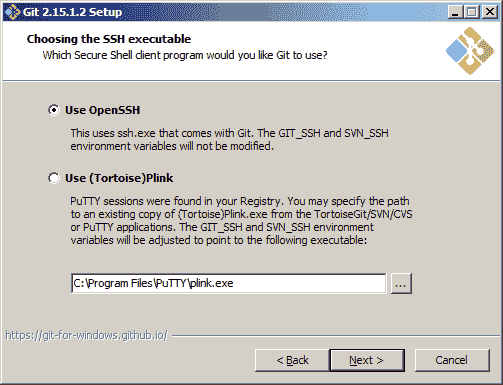 Git 2.15.1.2 Setup
Choosing the SSH executable
Which Secure Shell client program would you like Git to use?
Use OpenSSH
This uses ssh.exe that comes with Git. The GIT_SSH and SVN_SSH
environment variables will not be modified.
Use (Tortoise)Plink
PuTTY sessions were found in your Registry. You may specify the path
to an existing copy of (Tortoise)Plink.exe from the TortoiseGit/SVN/CVS
or PuTTY applications. The GIT_SSH and SVN_SSH environment
variables will be adjusted to point to the following executable:
C:\Program Files\PuTTY\plink.exe
...
https://git-for-windows.github.io/
< Back
Next >
Cancel